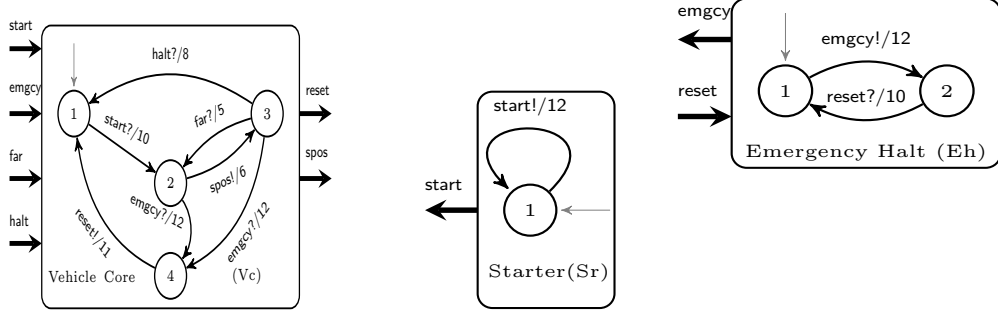 start
emgcy
far
halt
halt?/8
1
3
start?/10
far?/5
2
spos!/6
emgcy?/12
emgcy?/12
reset!/11
4
Vehicle Core
(Vc)
reset
spos
start!/12
start
1
Starter(Sr)
emgcy
reset
emgcy!/12
1
2
reset?/10
Emergency Halt (Eh)